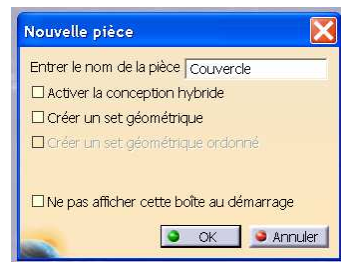 Nouvelle pièce
Entrer le nom de la pièce Couvercle
Activer la conception hybride
Créer un set géométrique
Créer un set géométrique ordonné
Ne pas afficher cette boîte au démarrage
OK Annuler